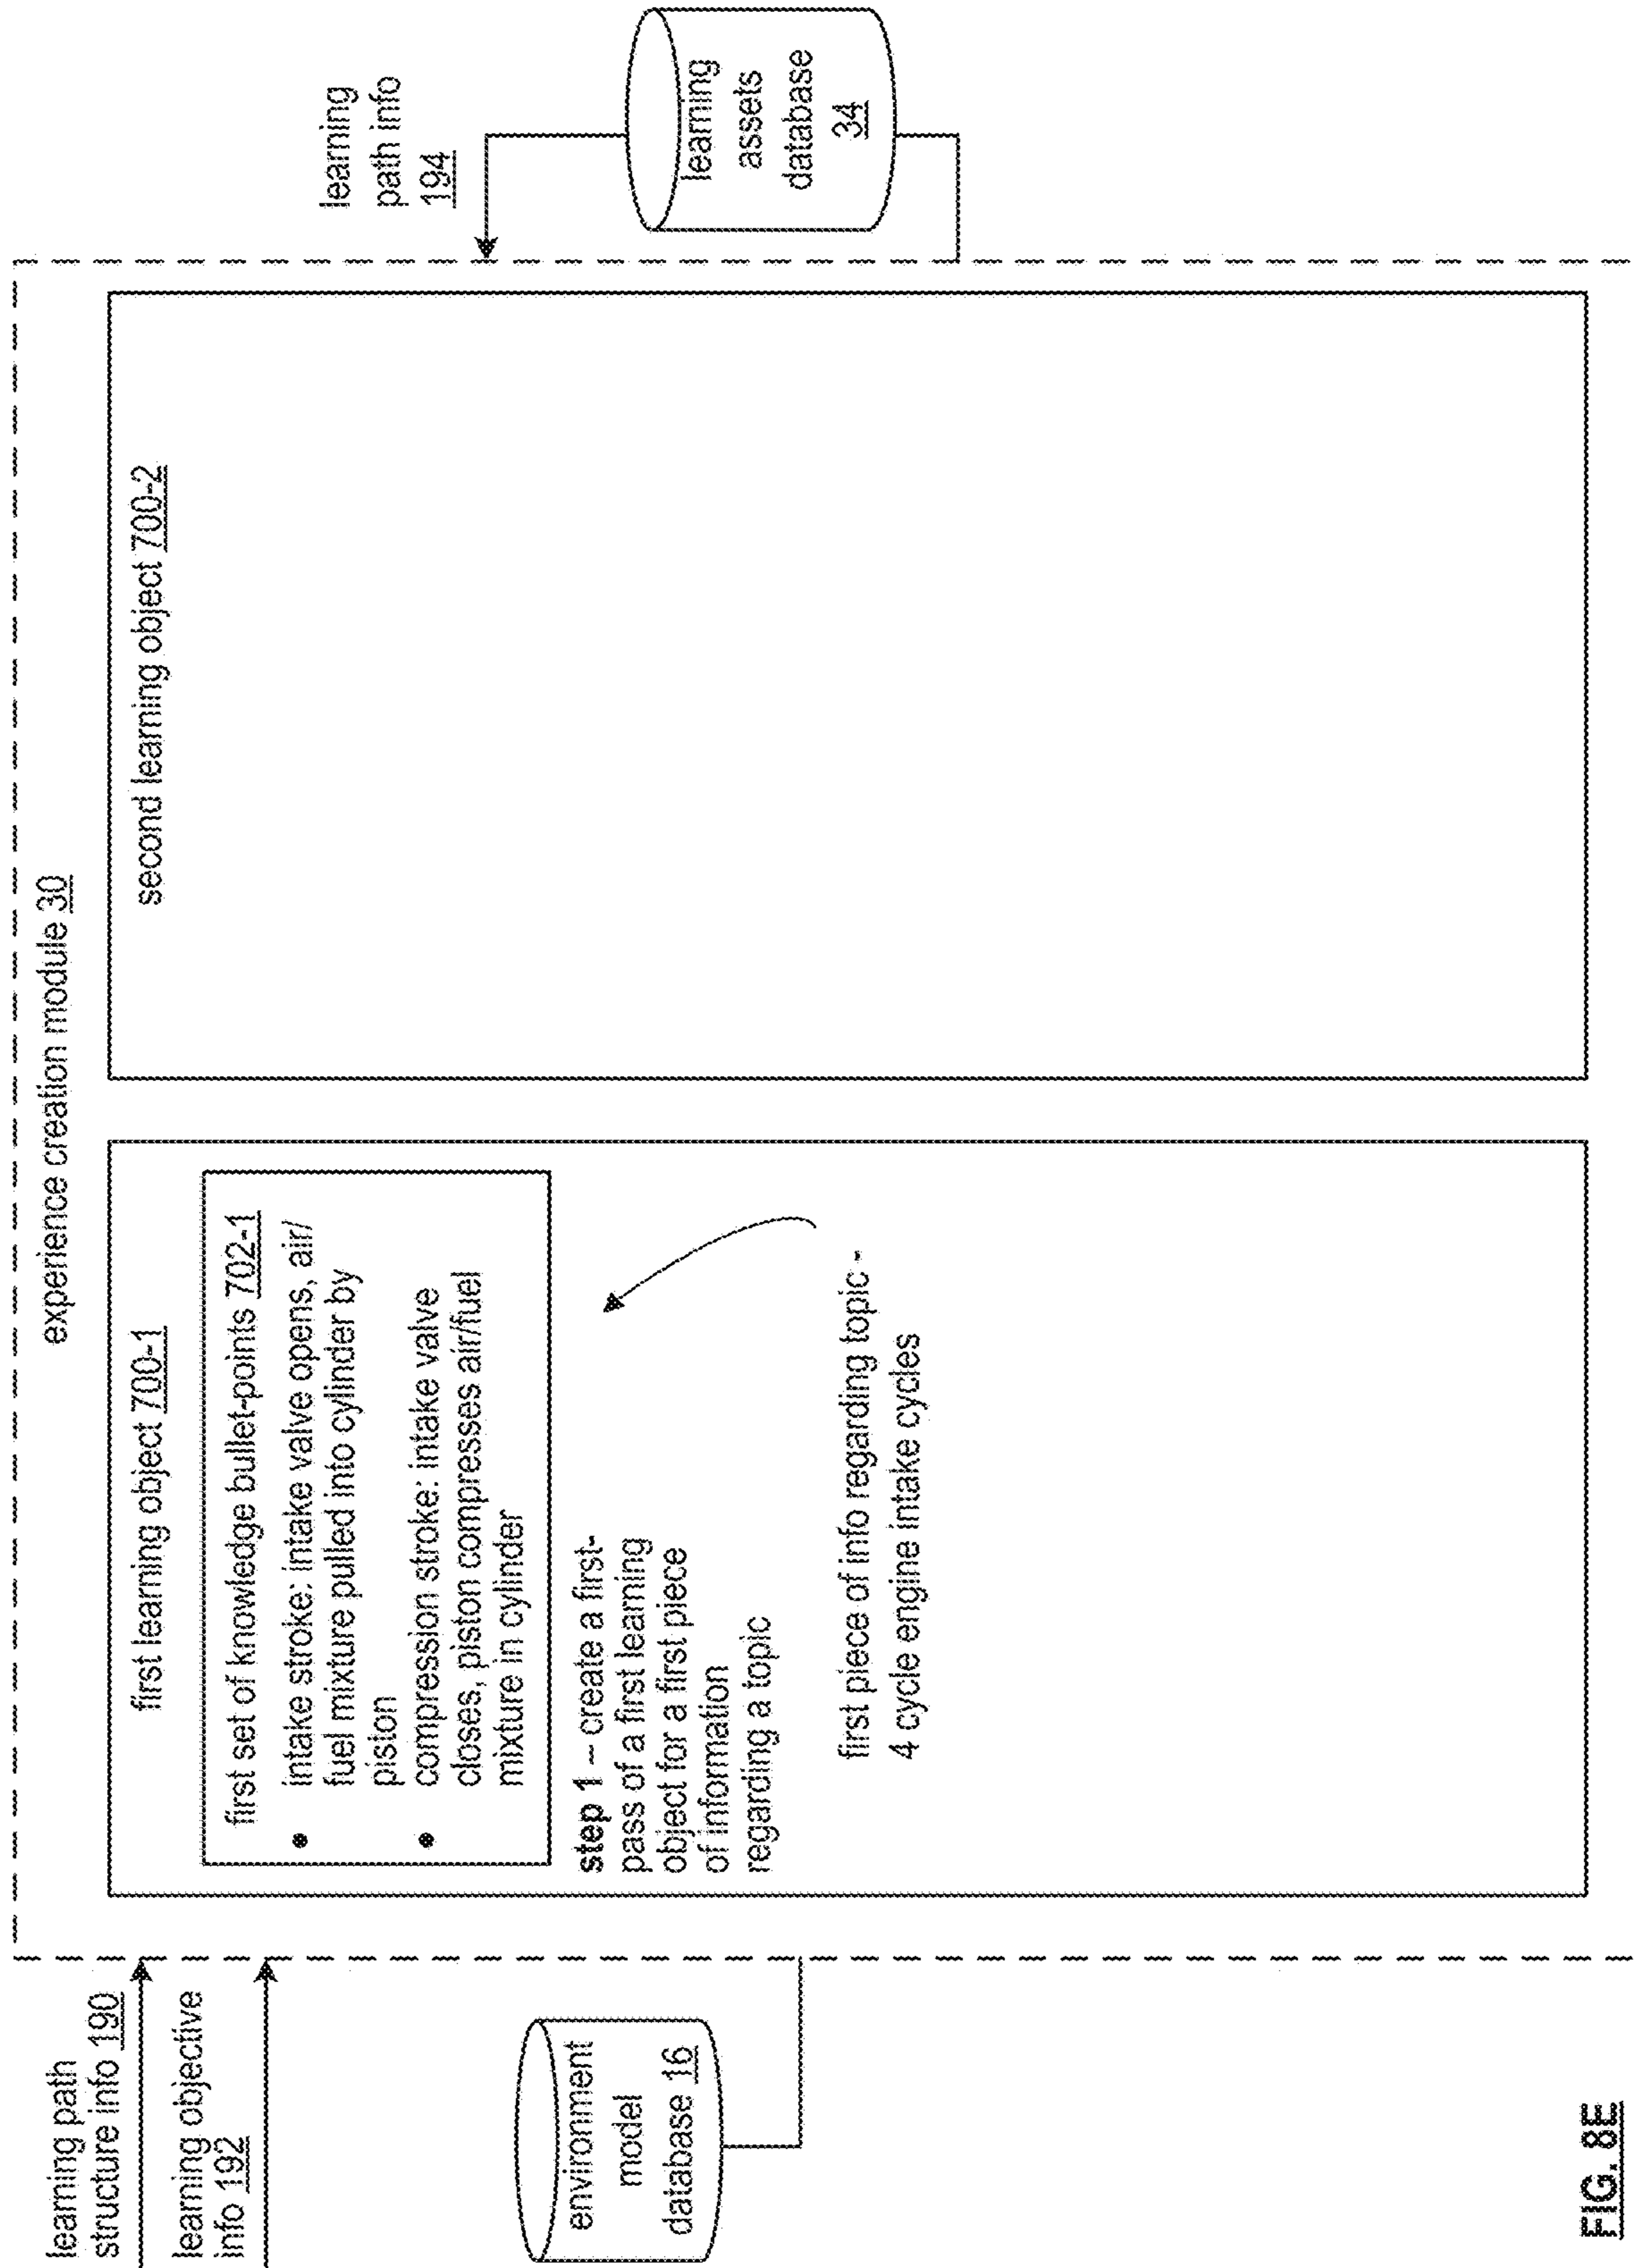 experience creation module 30
learning path
structure info 190
learning objective
info 192
environment
model
database 16
first learning object 700-1
first set of knowledge bullet-points 702-1
• intake stroke: intake valve opens, air/
fuel mixture pulled into cylinder by
piston
• compression stroke: intake valve
closes, piston compresses air/fuel
mixture in cylinder
step 1 – create a first-
pass of a first learning
object for a first piece
of information
regarding a topic
first piece of info regarding topic -
4 cycle engine intake cycles
second learning object 700-2
learning
path info
194
learning
assets
database
34
FIG. 8E